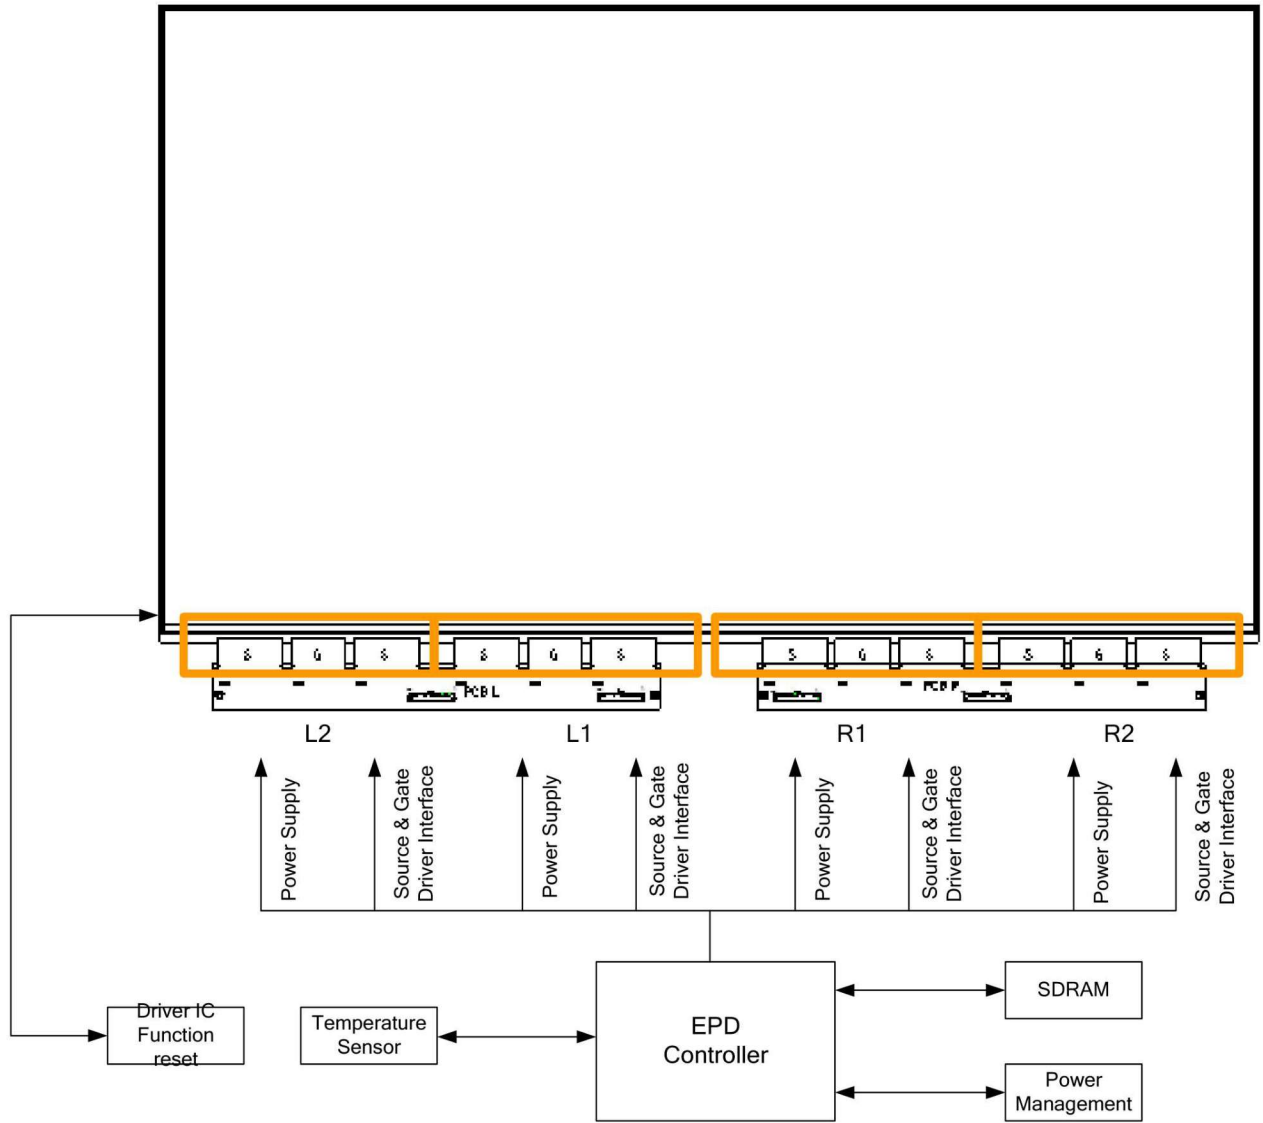 PCB L
L2
L1
R1
R2
Power Supply
Source & Gate
Driver Interface
Power Supply
Source & Gate
Driver Interface
Power Supply
Source & Gate
Driver Interface
Power Supply
Source & Gate
Driver Interface
Driver IC
Function
reset
Temperature
Sensor
EPD
Controller
SDRAM
Power
Management